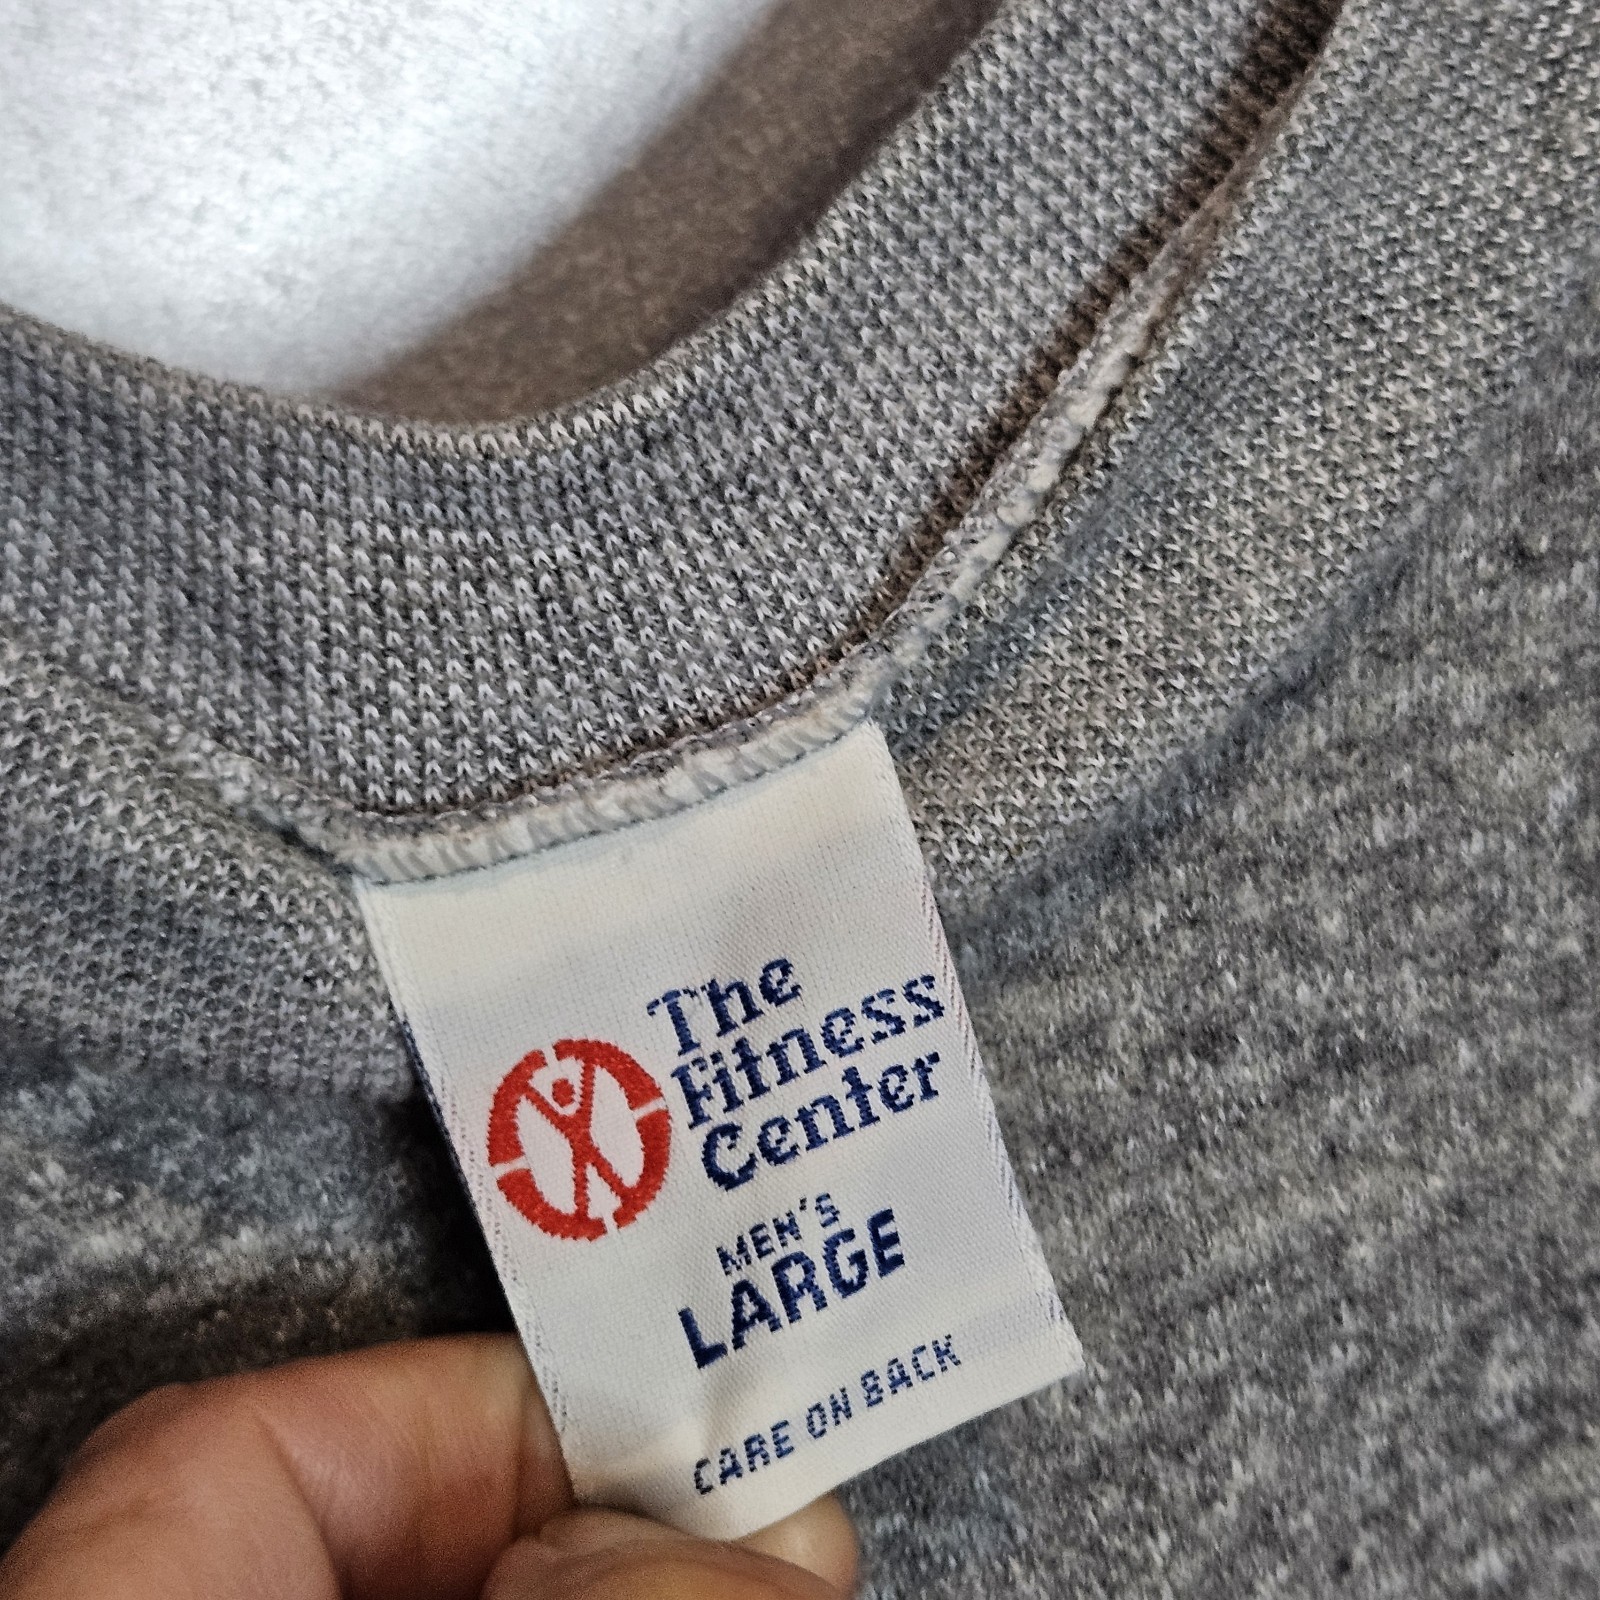 The
Fitness
Center
MEN'S
LARGE
CARE ON BACK